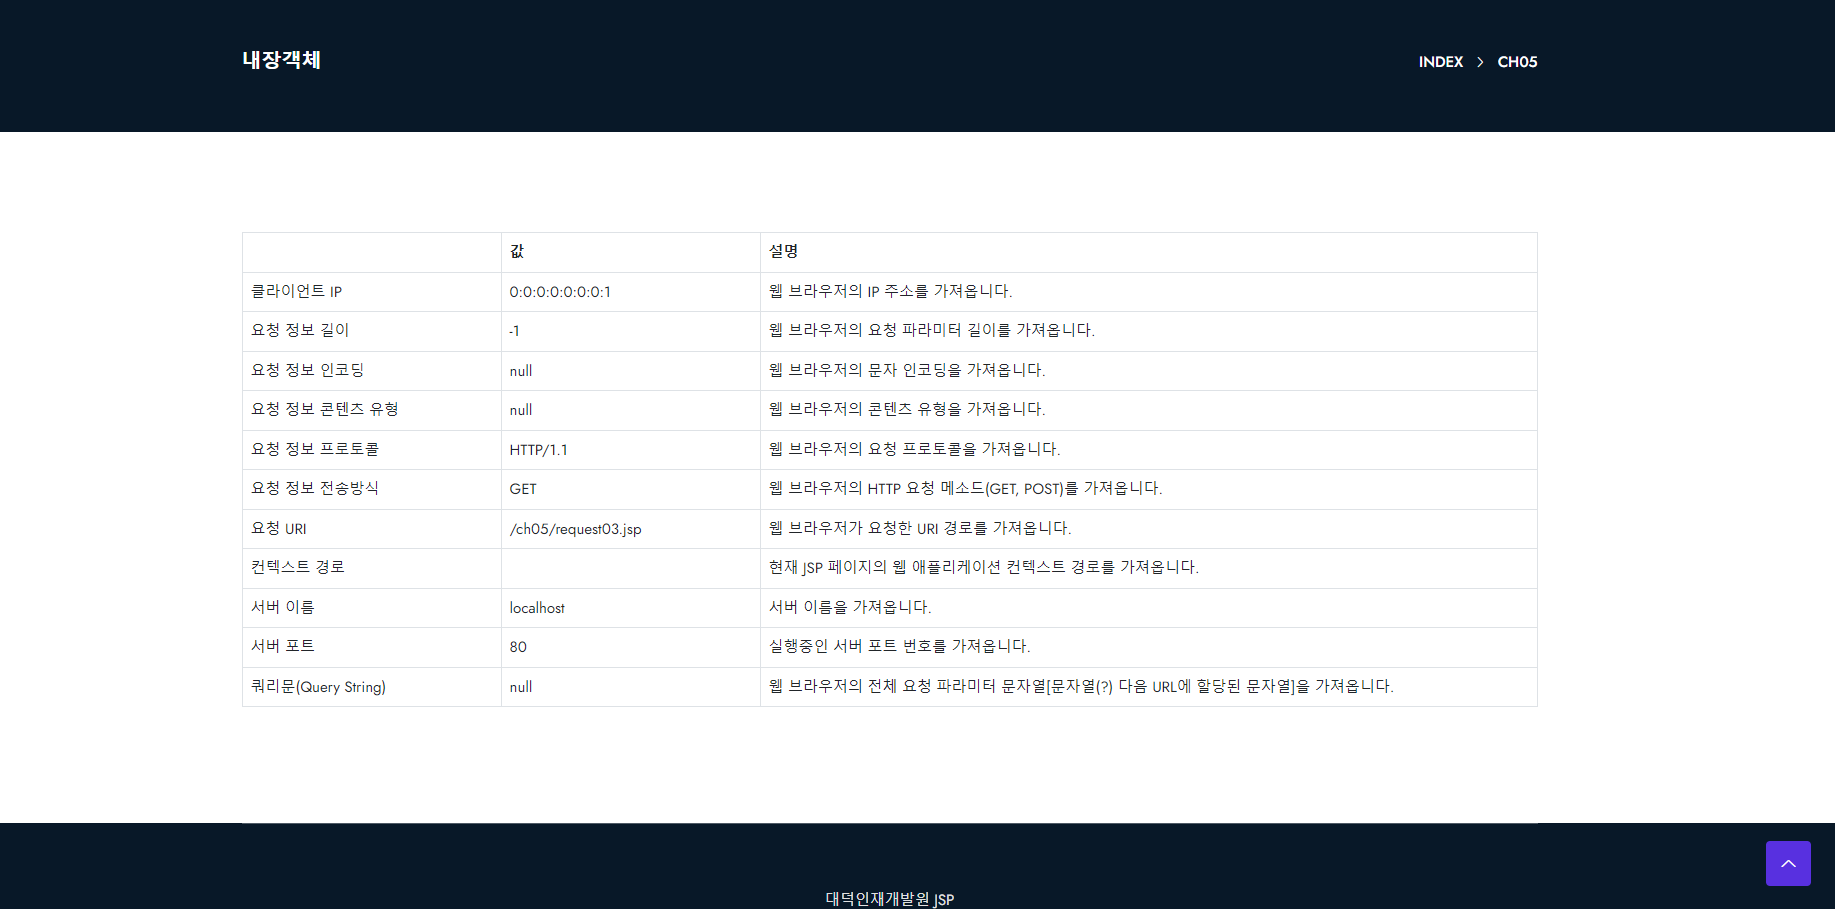 내장객체
INDEX > CH05
값 설명
클라이언트 IP 0:0:0:0:0:0:0:1 웹 브라우저의 IP 주소를 가져옵니다.
요청 정보 길이 -1 웹 브라우저의 요청 파라미터 길이를 가져옵니다.
요청 정보 인코딩 null 웹 브라우저의 문자 인코딩을 가져옵니다.
요청 정보 콘텐츠 유형 null 웹 브라우저의 콘텐츠 유형을 가져옵니다.
요청 정보 프로토콜 HTTP/1.1 웹 브라우저의 요청 프로토콜을 가져옵니다.
요청 정보 전송방식 GET 웹 브라우저의 HTTP 요청 메소드(GET, POST)를 가져옵니다.
요청 URI /ch05/request03.jsp 웹 브라우저가 요청한 URI 경로를 가져옵니다.
컨텍스트 경로 현재 JSP 페이지의 웹 애플리케이션 컨텍스트 경로를 가져옵니다.
서버 이름 localhost 서버 이름을 가져옵니다.
서버 포트 80 실행중인 서버 포트 번호를 가져옵니다.
쿼리문(Query String) null 웹 브라우저의 전체 요청 파라미터 문자열[문자열(?) 다음 URL에 할당된 문자열]을 가져옵니다.
대덕인재개발원 JSP